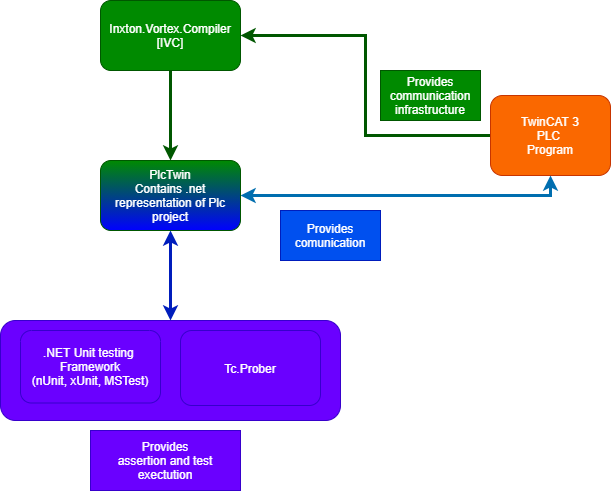 Inxton.Vortex.Compiler
[IVC]
Provides
communication
infrastructure
TwinCAT 3
PLC
Program
PlcTwin
Contains .net
representation of Plc
project
Provides
comunication
.NET Unit testing
Framework
(nUnit, xUnit, MSTest)
Tc.Prober
Provides
assertion and test
exectution